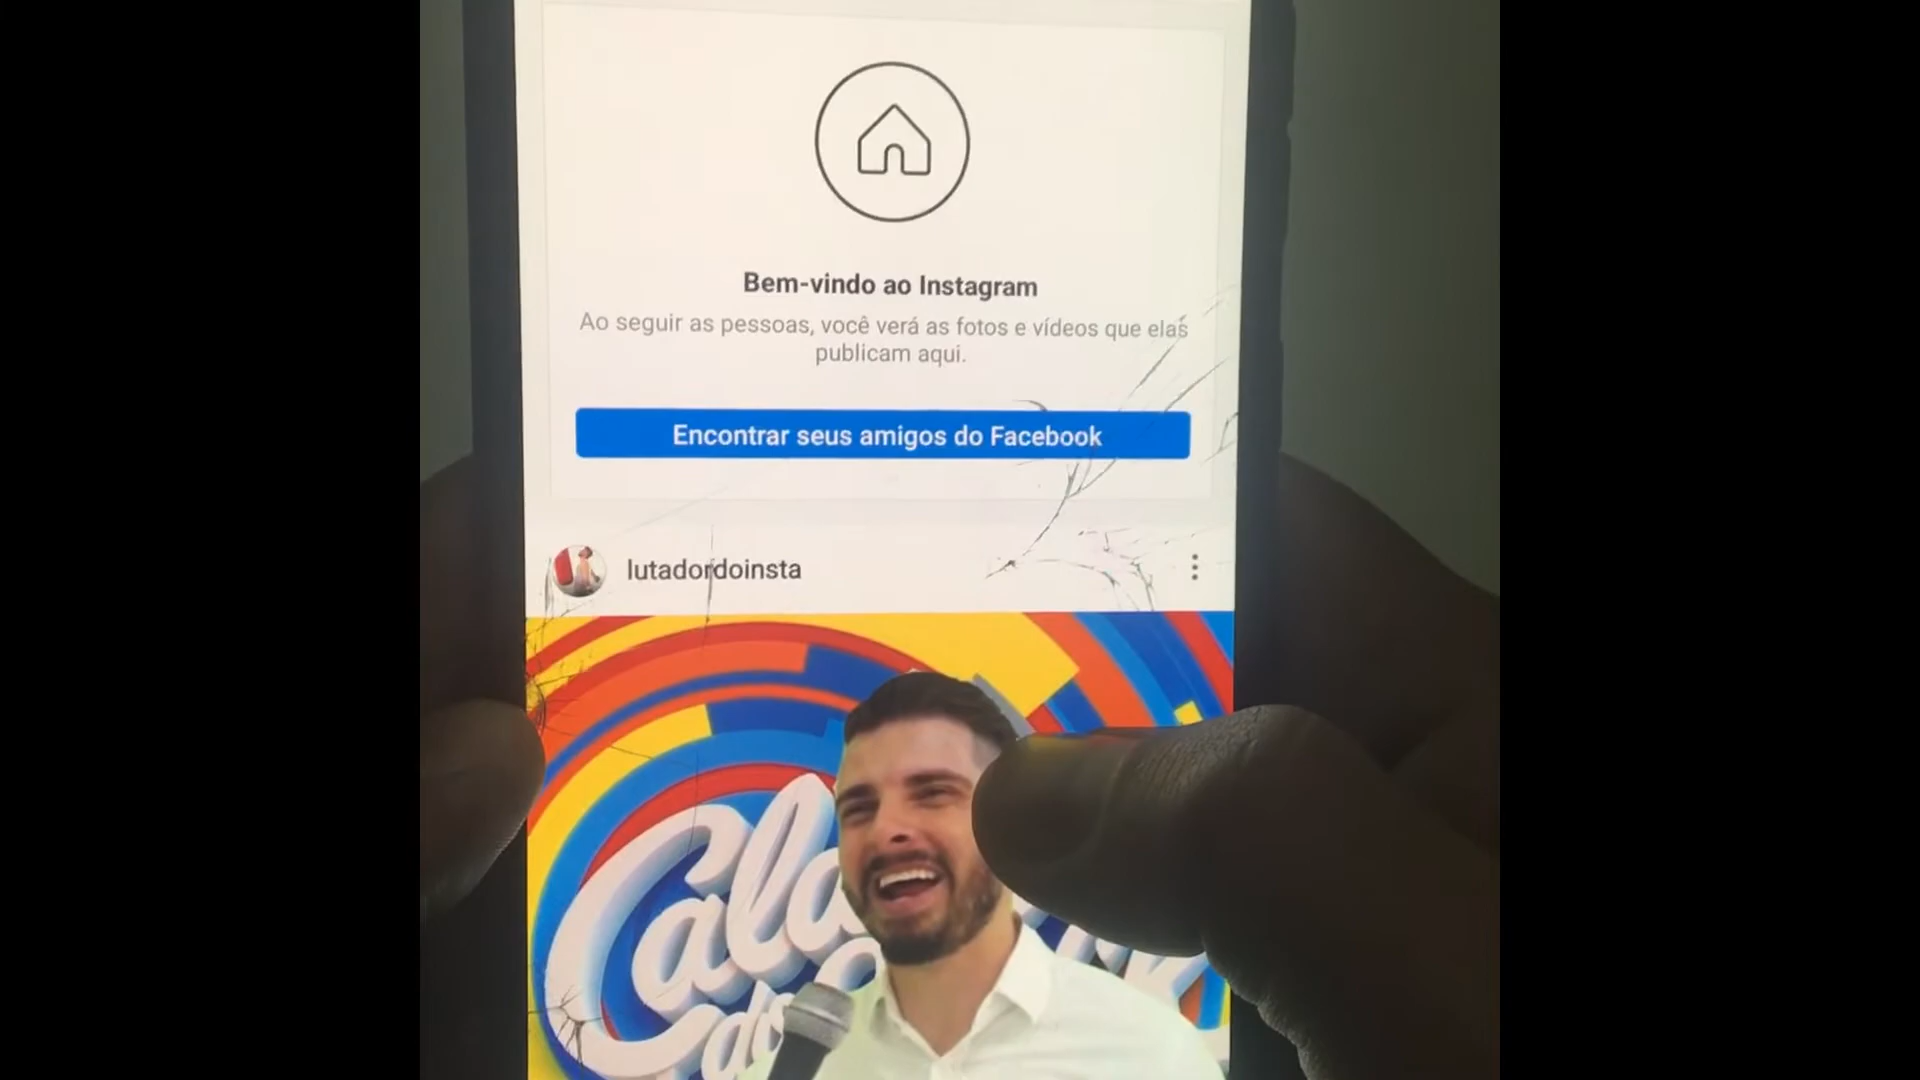 Bem-vindo ao Instagram
Ao seguir as pessoas, você verá as fotos e vídeos que elas
publicam aqui.
Encontrar seus amigos do Facebook
lutadordoinsta